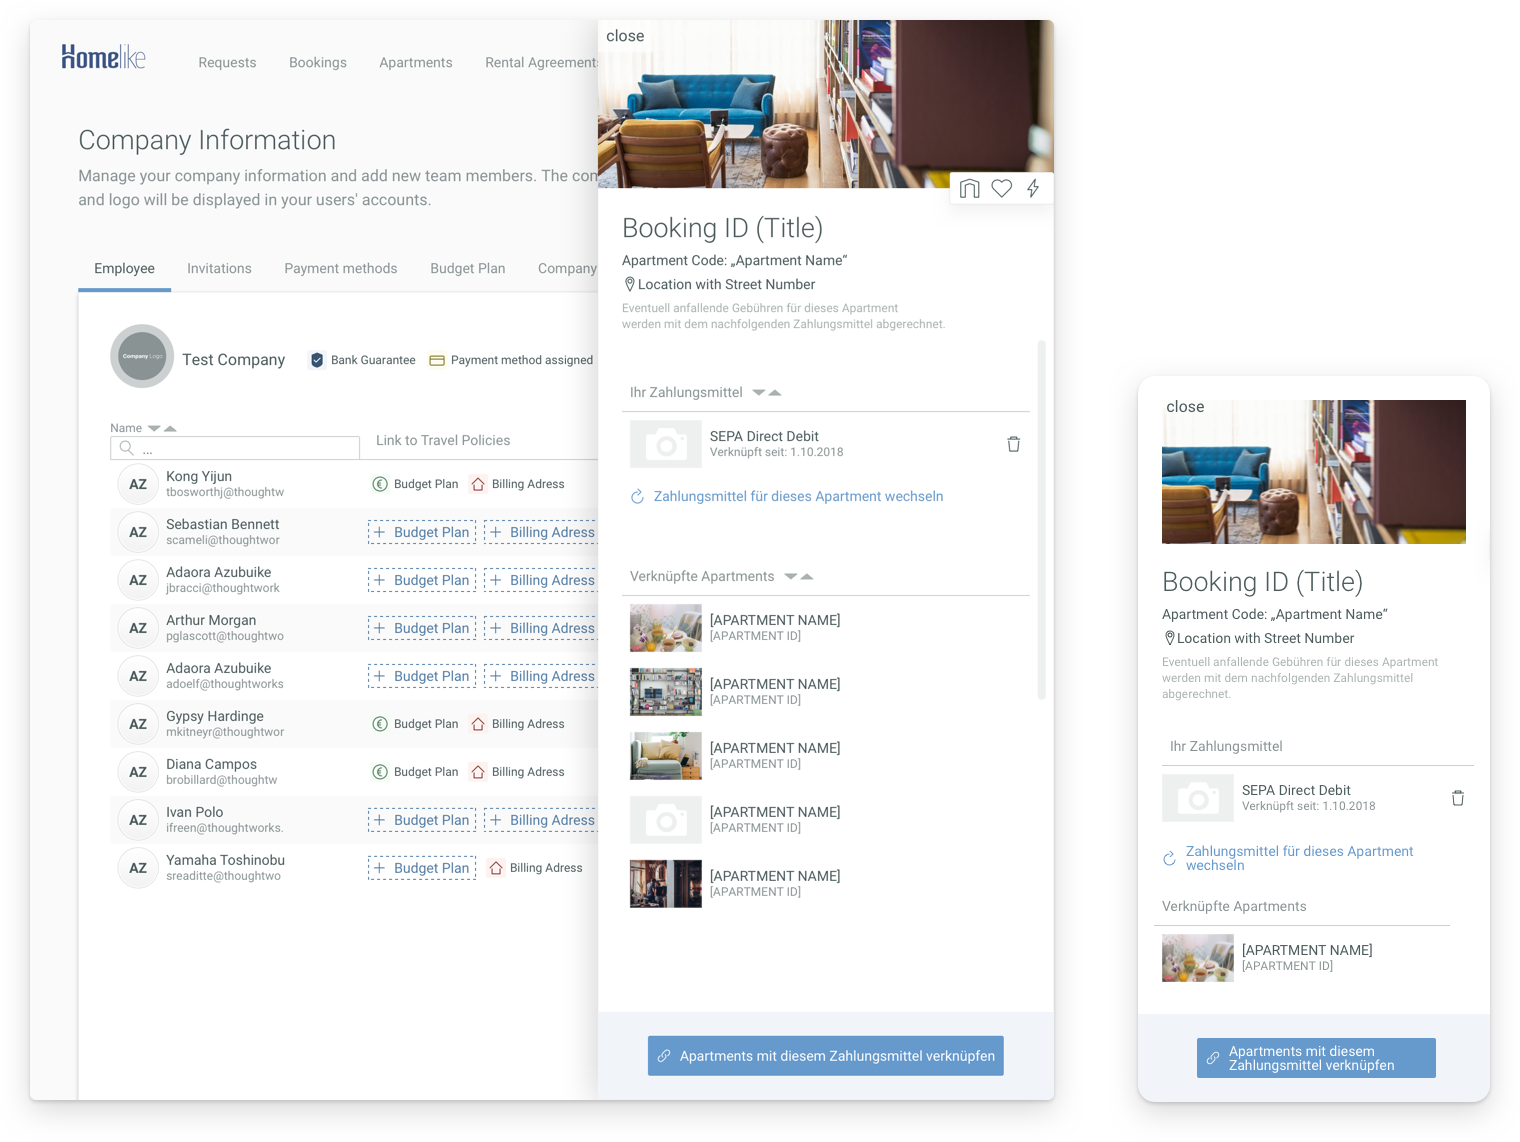 Homelike
Requests
Bookings
Apartments
Rental Agreements
Company Information
Manage your company information and add new team members. The con
and logo will be displayed in your users' accounts.
Employee
Invitations
Payment methods
Budget Plan
Company
Company Logo
Test Company
Bank Guarantee
Payment method assigned
Name
...
Link to Travel Policies
AZ
Kong Yijun
tbosworthj@thoughtw
Budget Plan
Billing Adress
AZ
Sebastian Bennett
scameli@thoughtwor
+ Budget Plan
+ Billing Adress
AZ
Adaora Azubuike
jbracci@thoughtwork
+ Budget Plan
+ Billing Adress
AZ
Arthur Morgan
pglascott@thoughtwo
+ Budget Plan
+ Billing Adress
AZ
Adaora Azubuike
adoelf@thoughtworks
+ Budget Plan
+ Billing Adress
AZ
Gypsy Hardinge
mkitneyr@thoughtwor
Budget Plan
Billing Adress
AZ
Diana Campos
brobillard@thoughtw
Budget Plan
Billing Adress
AZ
Ivan Polo
ifreen@thoughtworks.
+ Budget Plan
+ Billing Adress
AZ
Yamaha Toshinobu
sreaditte@thoughtwo
+ Budget Plan
Billing Adress
close
Booking ID (Title)
Apartment Code: „Apartment Name“
Location with Street Number
Eventuell anfallende Gebühren für dieses Apartment
werden mit dem nachfolgenden Zahlungsmittel abgerechnet.
Ihr Zahlungsmittel
SEPA Direct Debit
Verknüpft seit: 1.10.2018
Zahlungsmittel für dieses Apartment wechseln
Verknüpfte Apartments
[APARTMENT NAME]
[APARTMENT ID]
[APARTMENT NAME]
[APARTMENT ID]
[APARTMENT NAME]
[APARTMENT ID]
[APARTMENT NAME]
[APARTMENT ID]
[APARTMENT NAME]
[APARTMENT ID]
Apartments mit diesem Zahlungsmittel verknüpfen
close
Booking ID (Title)
Apartment Code: „Apartment Name“
Location with Street Number
Eventuell anfallende Gebühren für dieses Apartment
werden mit dem nachfolgenden Zahlungsmittel
abgerechnet.
Ihr Zahlungsmittel
SEPA Direct Debit
Verknüpft seit: 1.10.2018
Zahlungsmittel für dieses Apartment
wechseln
Verknüpfte Apartments
[APARTMENT NAME]
[APARTMENT ID]
Apartments mit diesem
Zahlungsmittel verknüpfen